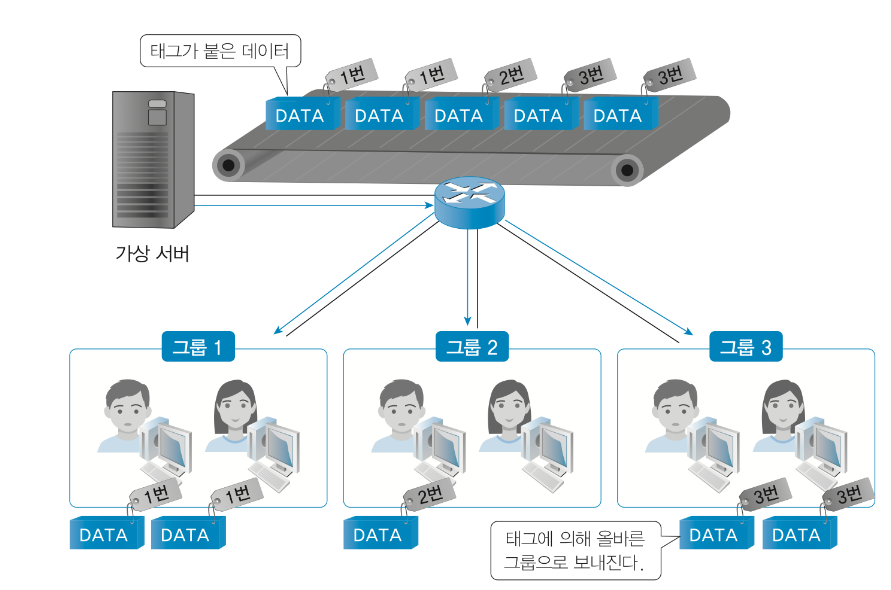 태그가 붙은 데이터
1번
1번
2번
3번
3번
DATA
DATA
DATA
DATA
DATA
가상 서버
그룹 1
그룹 2
그룹 3
1번
1번
2번
3번
3번
DATA
DATA
DATA
DATA
DATA
태그에 의해 올바른
그룹으로 보내진다.